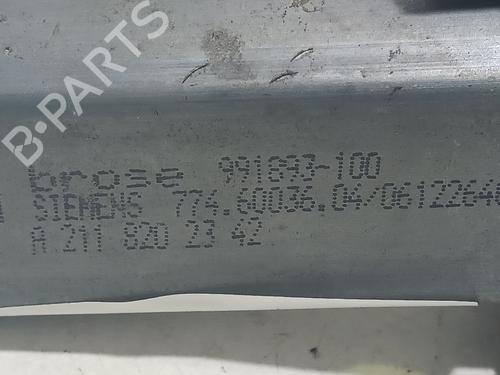 B-PARTS
brose 991893-100
SIEMENS 774.60036.04/0612264
A 211 820 23 42